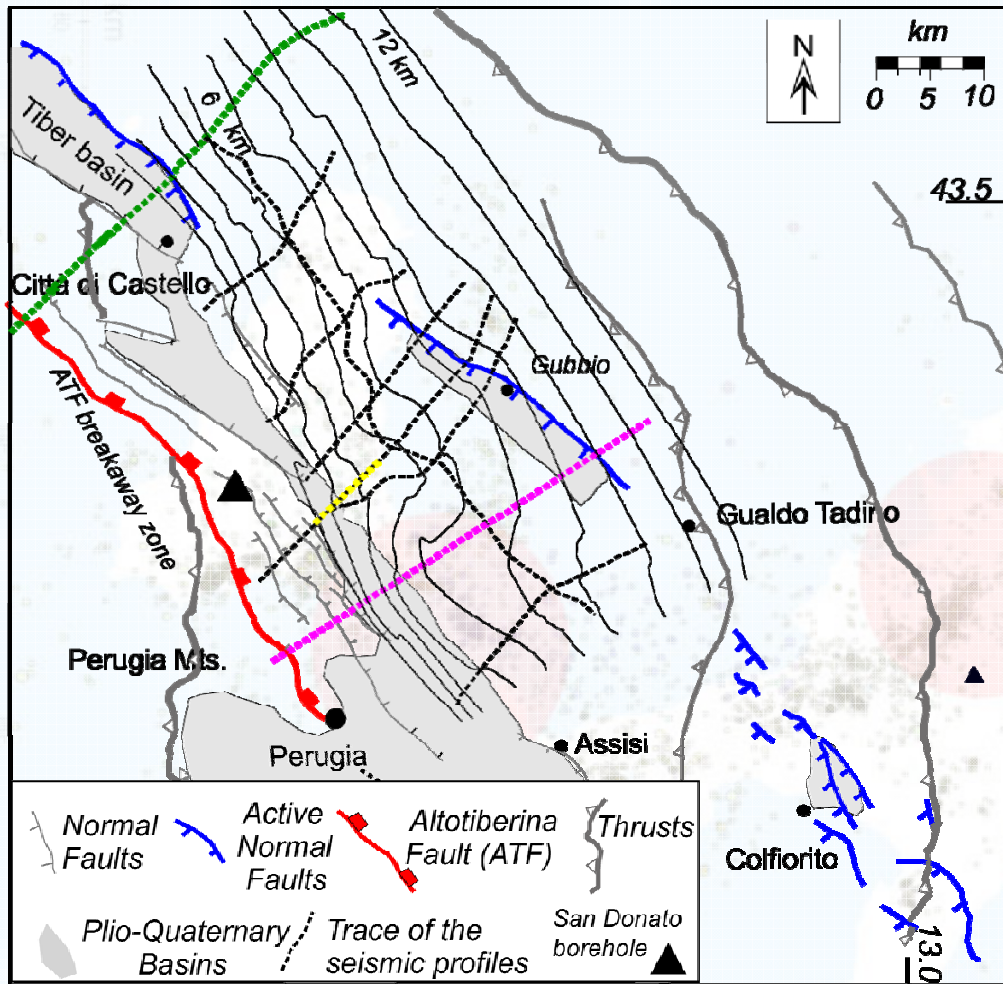 12 km
6
km
N
km
0 5 10
43.5
Tiber basin
Città di Castello
Gubbio
ATF breakaway zone
Gualdo Tadino
Perugia Mts.
Perugia
Assisi
Colfiorito
13.0
Normal
Faults
Active
Normal
Faults
Altotiberina
Fault (ATF)
Thrusts
Plio-Quaternary
Basins
Trace of the
seismic profiles
San Donato
borehole